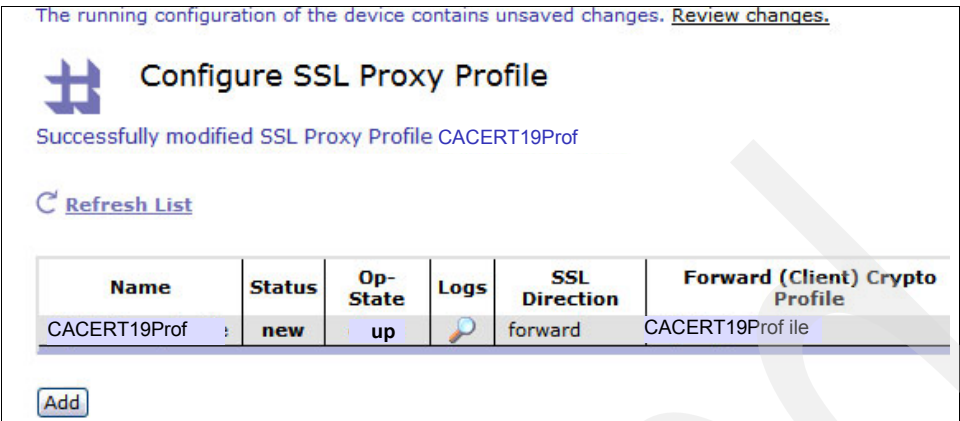 The running configuration of the device contains unsaved changes. Review changes.
Configure SSL Proxy Profile
Successfully modified SSL Proxy Profile CACERT19Prof
Refresh List
Name Status Op-State Logs SSL Direction Forward (Client) Crypto Profile
CACERT19Prof new up forward CACERT19Prof ile
Add